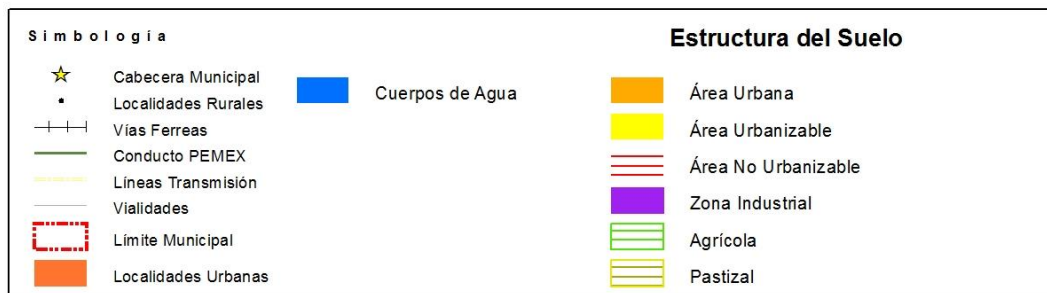 Simbología
Cabecera Municipal
Localidades Rurales
Vías Ferreas
Conducto PEMEX
Líneas Transmisión
Vialidades
Límite Municipal
Localidades Urbanas
Cuerpos de Agua
Estructura del Suelo
Área Urbana
Área Urbanizable
Área No Urbanizable
Zona Industrial
Agrícola
Pastizal